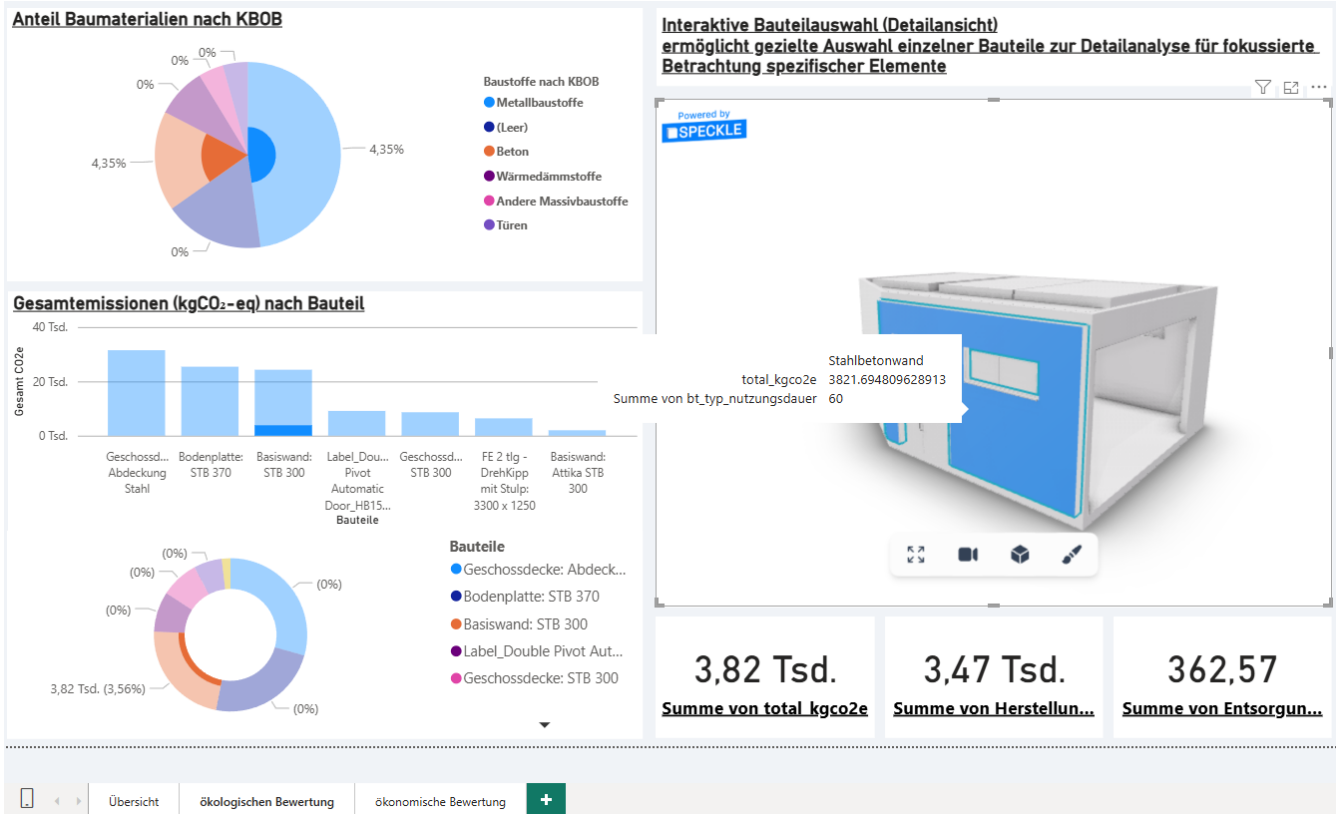 Anteil Baumaterialien nach KBOB
0%
0%
0%
4,35%
4,35%
0%
Baustoffe nach KBOB
Metallbaustoffe
(Leer)
Beton
Wärmedämmstoffe
Andere Massivbaustoffe
Türen
Gesamtemissionen (kgCO₂-eq) nach Bauteil
40 Tsd.
20 Tsd.
0 Tsd.
Gesamt CO2e
Geschossd...
Abdeckung
Stahl
Bodenplatte:
STB 370
Basiswand:
STB 300
Label_Dou...
Pivot
Automatic
Door_HB15...
Geschossd...
STB 300
FE 2 tlg -
DrehKipp
mit Stulp:
3300 x 1250
Basiswand:
Attika STB
300
Bauteile
(0%)
(0%)
(0%)
(0%)
3,82 Tsd. (3,56%)
(0%)
Bauteile
Geschossdecke: Abdeck...
Bodenplatte: STB 370
Basiswand: STB 300
Label_Double Pivot Aut...
Geschossdecke: STB 300
Interaktive Bauteilauswahl (Detailansicht)
ermöglicht gezielte Auswahl einzelner Bauteile zur Detailanalyse für fokussierte
Betrachtung spezifischer Elemente
Powered by
SPECKLE
Stahlbetonwand
total_kgco2e 3821.694809628913
Summe von bt_typ_nutzungsdauer 60
3,82 Tsd.
Summe von total_kgco2e
3,47 Tsd.
Summe von Herstellun...
362,57
Summe von Entsorgun...
Übersicht
ökologischen Bewertung
ökonomische Bewertung